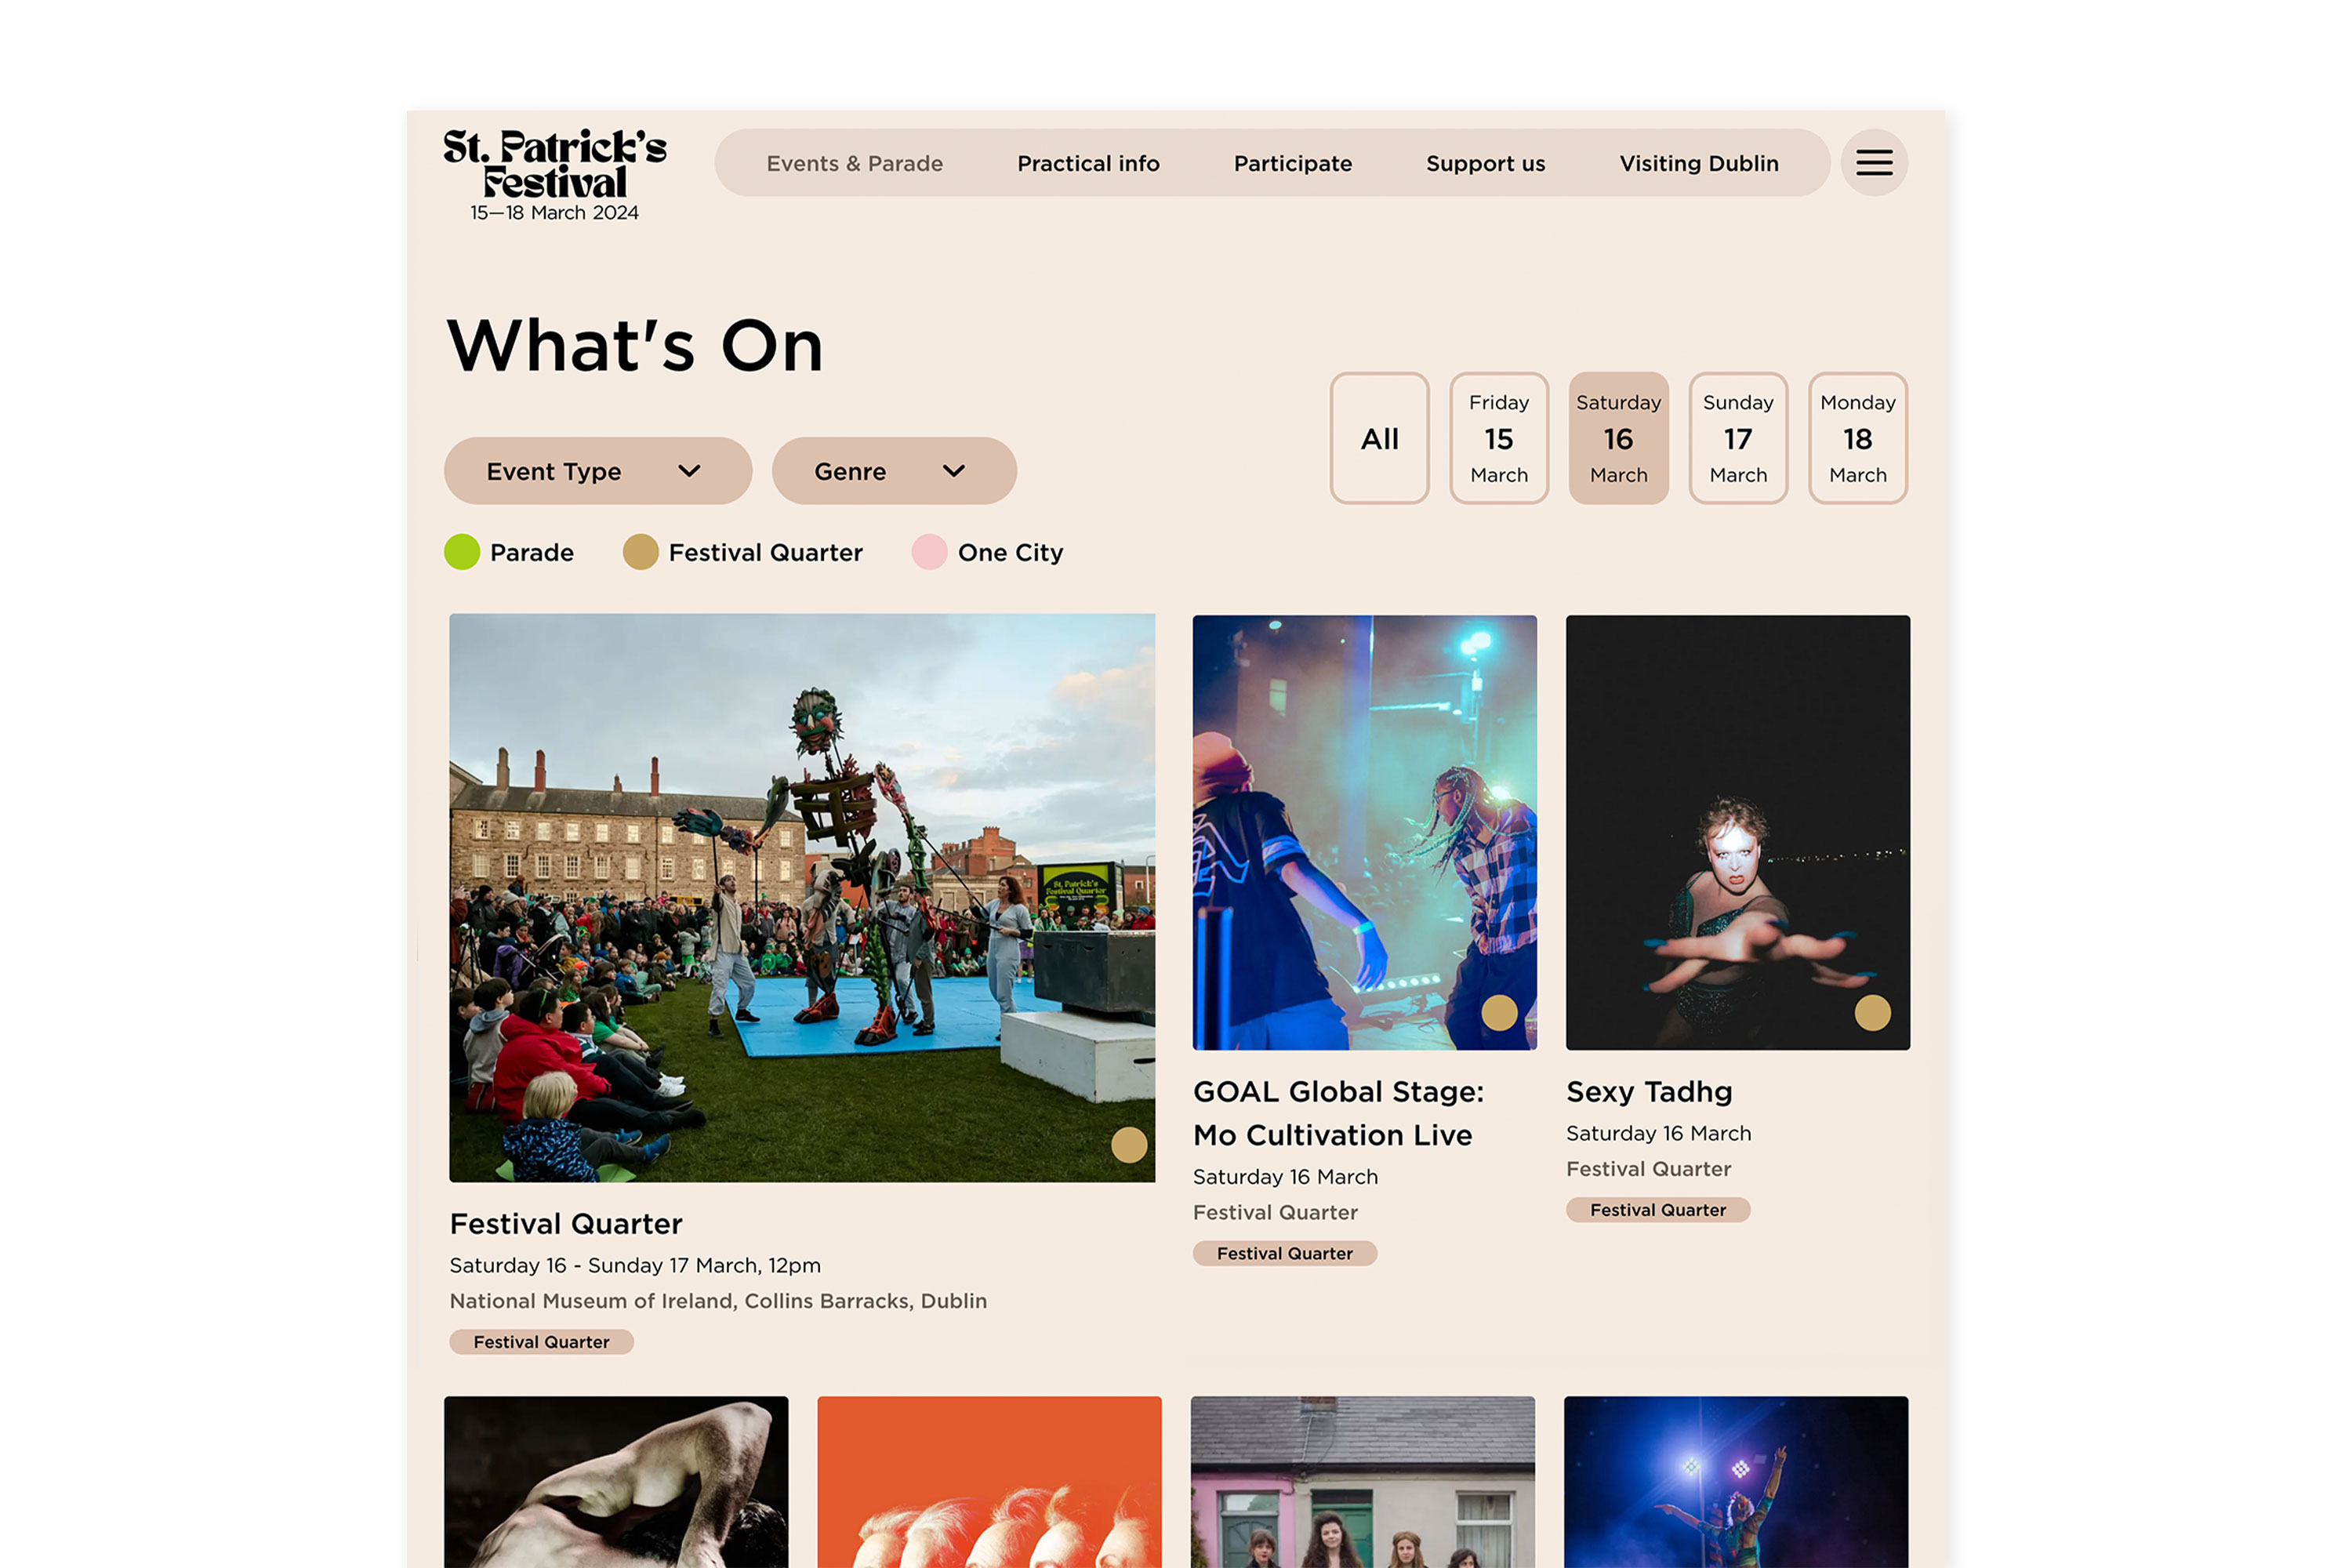 St. Patrick's
Festival
15—18 March 2024
Events & Parade
Practical info
Participate
Support us
Visiting Dublin
What's On
All
Friday
15
March
Saturday
16
March
Sunday
17
March
Monday
18
March
Event Type
Genre
Parade
Festival Quarter
One City
St. Patrick's
Festival Quarter
GOAL Global Stage:
Mo Cultivation Live
Saturday 16 March
Festival Quarter
Festival Quarter
Sexy Tadhg
Saturday 16 March
Festival Quarter
Festival Quarter
Festival Quarter
Saturday 16 - Sunday 17 March, 12pm
National Museum of Ireland, Collins Barracks, Dublin
Festival Quarter